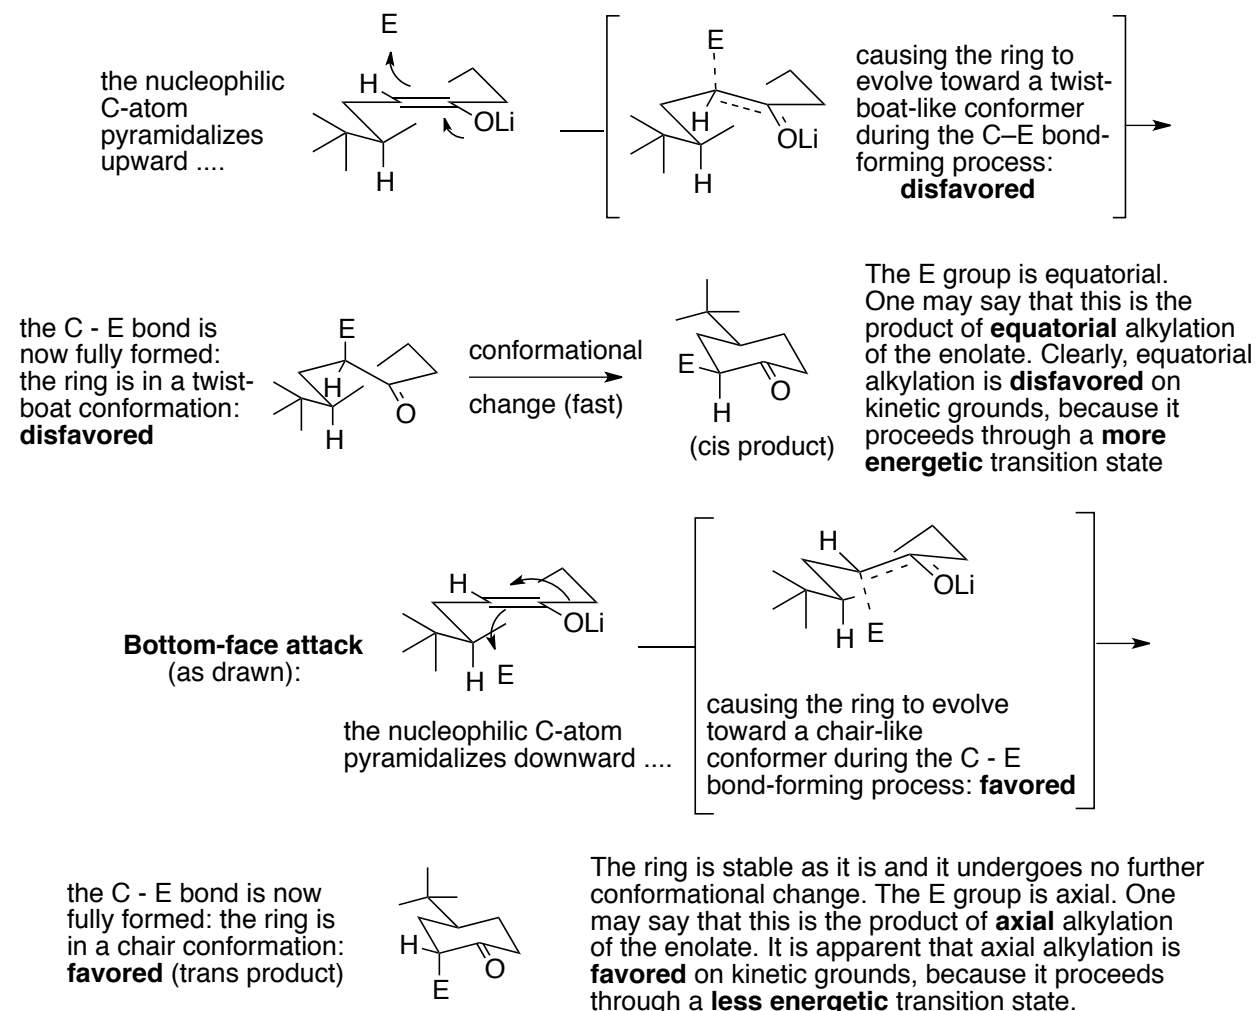 E
the nucleophilic
C-atom
pyramidalizes
upward ....
H
OLi
H
E
H
OLi
H
causing the ring to
evolve toward a twist-
boat-like conformer
during the C–E bond-
forming process:
disfavored
the C - E bond is
now fully formed:
the ring is in a twist-
boat conformation:
disfavored
E
H
O
H
conformational
change (fast)
E
O
H
(cis product)
The E group is equatorial.
One may say that this is the
product of equatorial alkylation
of the enolate. Clearly, equatorial
alkylation is disfavored on
kinetic grounds, because it
proceeds through a more
energetic transition state
Bottom-face attack
(as drawn):
H
OLi
H E
the nucleophilic C-atom
pyramidalizes downward ....
H
OLi
H E
causing the ring to evolve
toward a chair-like
conformer during the C - E
bond-forming process: favored
the C - E bond is now
fully formed: the ring is
in a chair conformation:
favored (trans product)
H
O
E
The ring is stable as it is and it undergoes no further
conformational change. The E group is axial. One
may say that this is the product of axial alkylation
of the enolate. It is apparent that axial alkylation is
favored on kinetic grounds, because it proceeds
through a less energetic transition state.